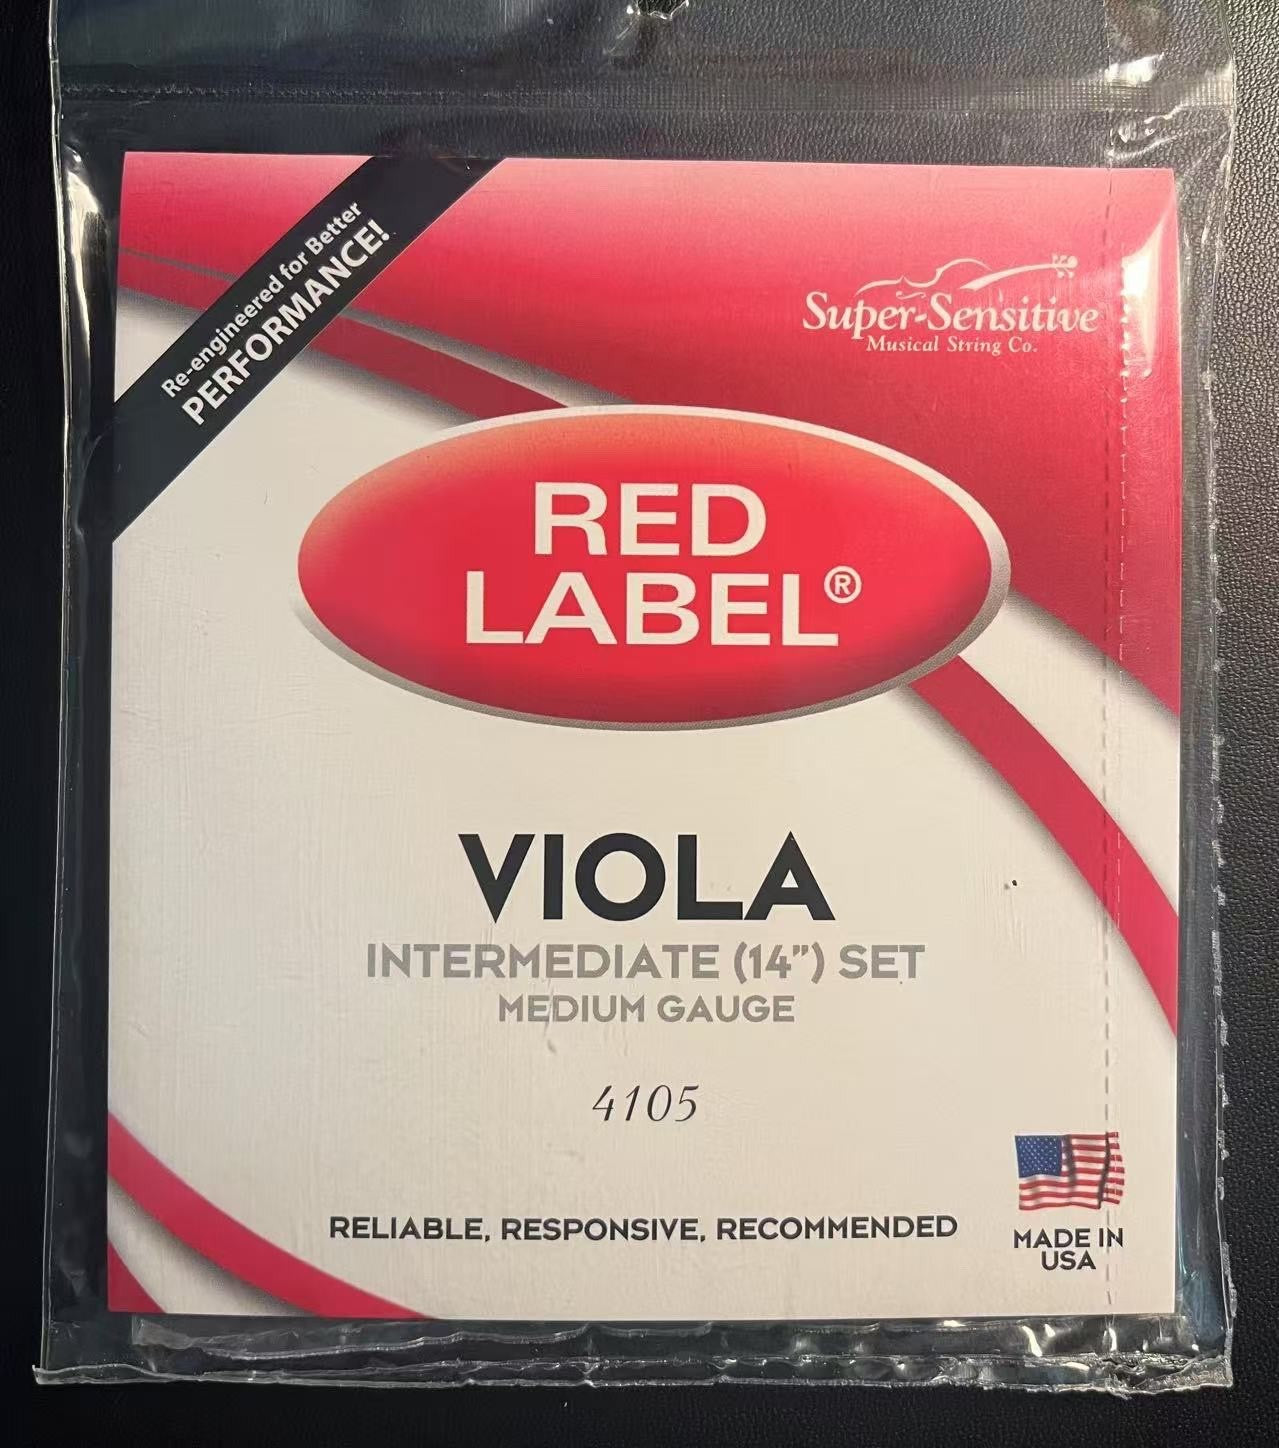 Re-engineered for Better
PERFORMANCE!
Super-Sensitive
Musical String Co.
RED
LABEL®
VIOLA
INTERMEDIATE (14”) SET
MEDIUM GAUGE
4105
RELIABLE, RESPONSIVE, RECOMMENDED
MADE IN
USA